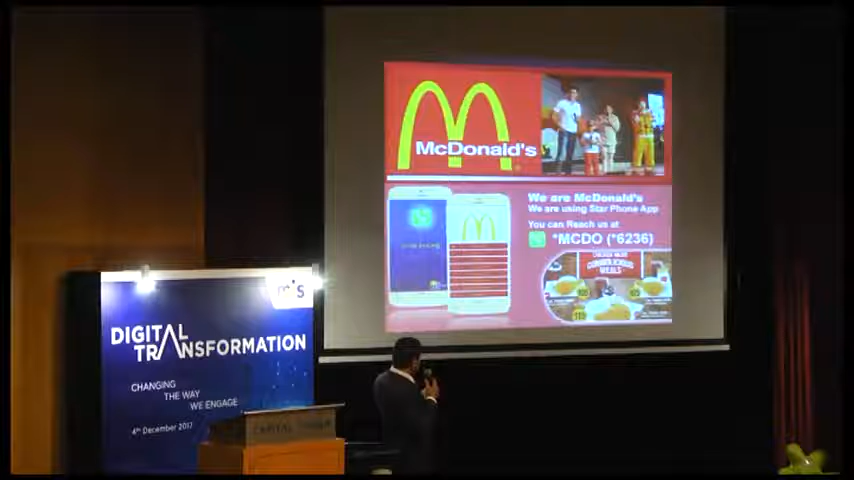 McDonald's
We are McDonald's
We are using Star Phone App
You can Reach us at
*MCDO (*6236)
MEALS
DIGITAL
TRANSFORMATION
CHANGING
THE WAY
WE ENGAGE
4th December 2017